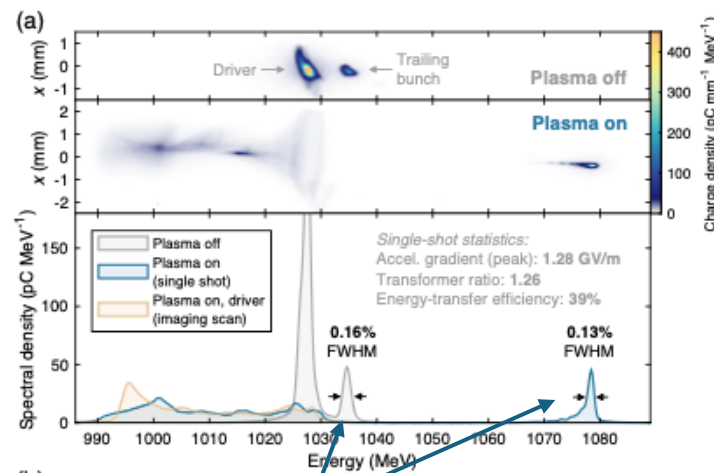 (a)
1
0
-1
x (mm)
Driver
Trailing
bunch
Plasma off
2
1
0
-1
-2
x (mm)
Plasma on
400
300
200
100
0
Charge density (pC mm⁻¹ MeV⁻¹)
150
100
50
0
Spectral density (pC MeV⁻¹)
Plasma off
Plasma on
(single shot)
Plasma on, driver
(imaging scan)
Single-shot statistics:
Accel. gradient (peak): 1.28 GV/m
Transformer ratio: 1.26
Energy-transfer efficiency: 39%
0.16%
FWHM
0.13%
FWHM
990 1000 1010 1020 1030 1040 1050 1060 1070 1080
Energy (MeV)